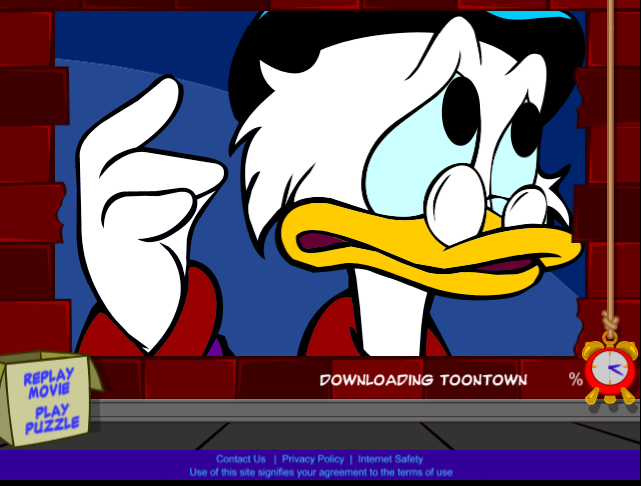 REPLAY
MOVIE
PLAY
PUZZLE
DOWNLOADING TOONTOWN %
Contact Us | Privacy Policy | Internet Safety
Use of this site signifies your agreement to the terms of use